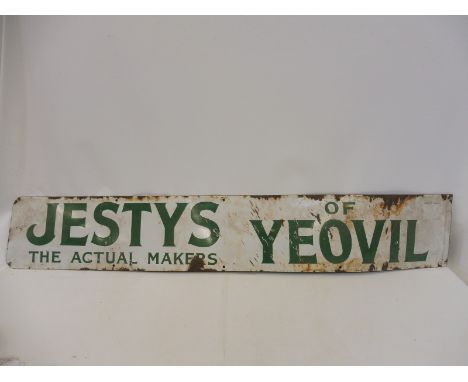 JESTYS
THE ACTUAL MAKERS
OF
YEOVIL